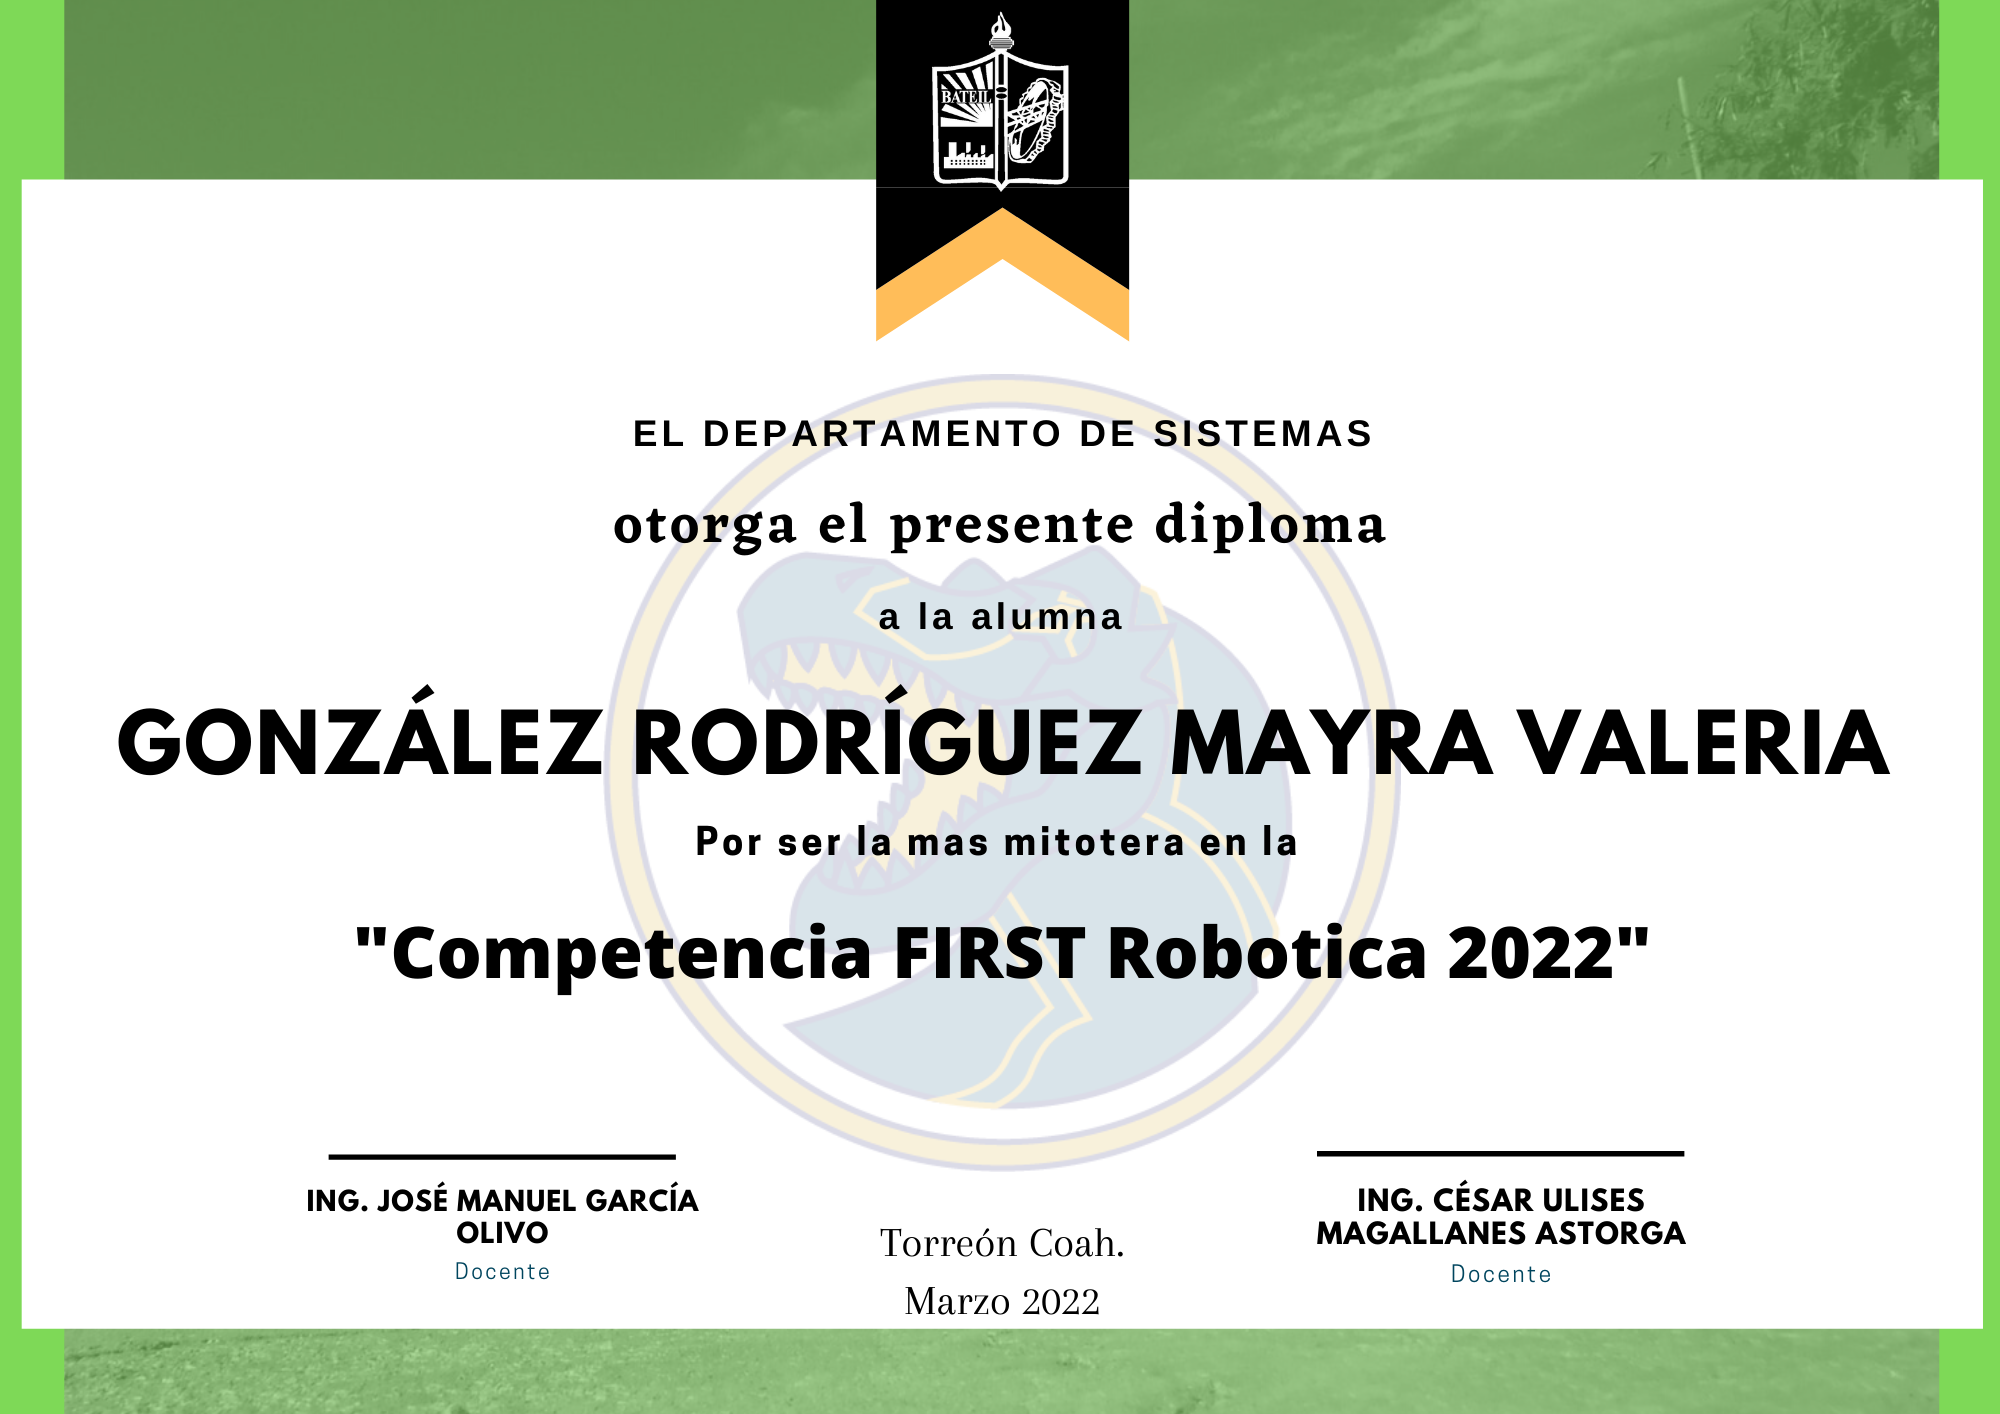 BATEIL
EL DEPARTAMENTO DE SISTEMAS
otorga el presente diploma
a la alumna
GONZÁLEZ RODRÍGUEZ MAYRA VALERIA
Por ser la mas mitotera en la
"Competencia FIRST Robotica 2022"
ING. JOSÉ MANUEL GARCÍA
OLIVO
Docente
Torreón Coah.
Marzo 2022
ING. CÉSAR ULISES
MAGALLANES ASTORGA
Docente